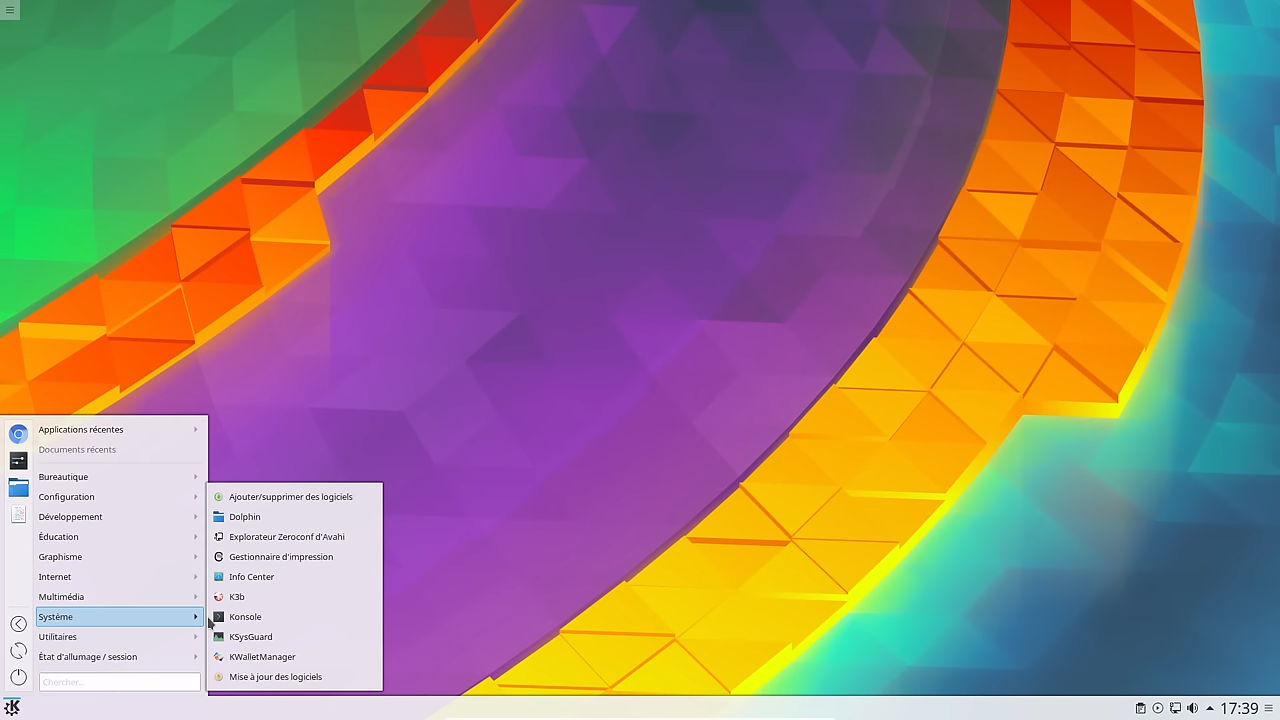 Applications récentes
Documents récents
Bureautique
Configuration
Développement
Éducation
Graphisme
Internet
Multimédia
Système
Utilitaires
État d'allumage / session
Chercher...
Ajouter/supprimer des logiciels
Dolphin
Explorateur Zeroconf d'Avahi
Gestionnaire d'impression
Info Center
K3b
Konsole
KSysGuard
KWalletManager
Mise à jour des logiciels
17:39